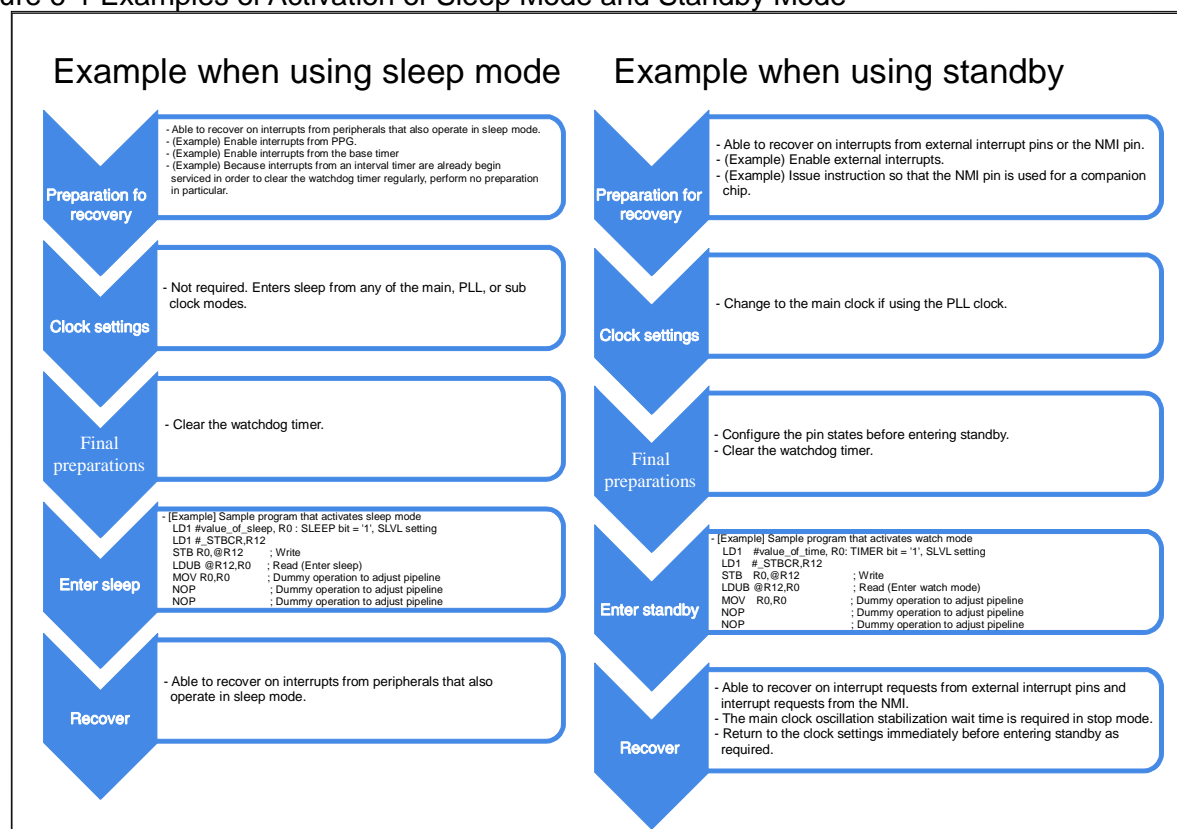 ure 6-1 Examples of Activation of Sleep Mode and Standby Mode
Example when using sleep mode
Preparation fo
recovery
- Able to recover on interrupts from peripherals that also operate in sleep mode.
- (Example) Enable interrupts from PPG.
- (Example) Enable interrupts from the base timer
- (Example) Because interrupts from an interval timer are already begin
serviced in order to clear the watchdog timer regularly, perform no preparation
in particular.
Clock settings
- Not required. Enters sleep from any of the main, PLL, or sub
clock modes.
Final
preparations
- Clear the watchdog timer.
Enter sleep
- [Example] Sample program that activates sleep mode
LD1 #value_of_sleep, R0 : SLEEP bit = '1', SLVL setting
LD1 #_STBCR,R12
STB R0,@R12 ; Write
LDUB @R12,R0 ; Read (Enter sleep)
MOV R0,R0 ; Dummy operation to adjust pipeline
NOP ; Dummy operation to adjust pipeline
NOP ; Dummy operation to adjust pipeline
Recover
- Able to recover on interrupts from peripherals that also
operate in sleep mode.
Example when using standby
Preparation for
recovery
- Able to recover on interrupts from external interrupt pins or the NMI pin.
- (Example) Enable external interrupts.
- (Example) Issue instruction so that the NMI pin is used for a companion
chip.
Clock settings
- Change to the main clock if using the PLL clock.
Final
preparations
- Configure the pin states before entering standby.
- Clear the watchdog timer.
Enter standby
- [Example] Sample program that activates watch mode
LD1 #value_of_time, R0: TIMER bit = '1', SLVL setting
LD1 #_STBCR,R12
STB R0,@R12 ; Write
LDUB @R12,R0 ; Read (Enter watch mode)
MOV R0,R0 ; Dummy operation to adjust pipeline
NOP ; Dummy operation to adjust pipeline
NOP ; Dummy operation to adjust pipeline
Recover
- Able to recover on interrupt requests from external interrupt pins and
interrupt requests from the NMI.
- The main clock oscillation stabilization wait time is required in stop mode.
- Return to the clock settings immediately before entering standby as
required.